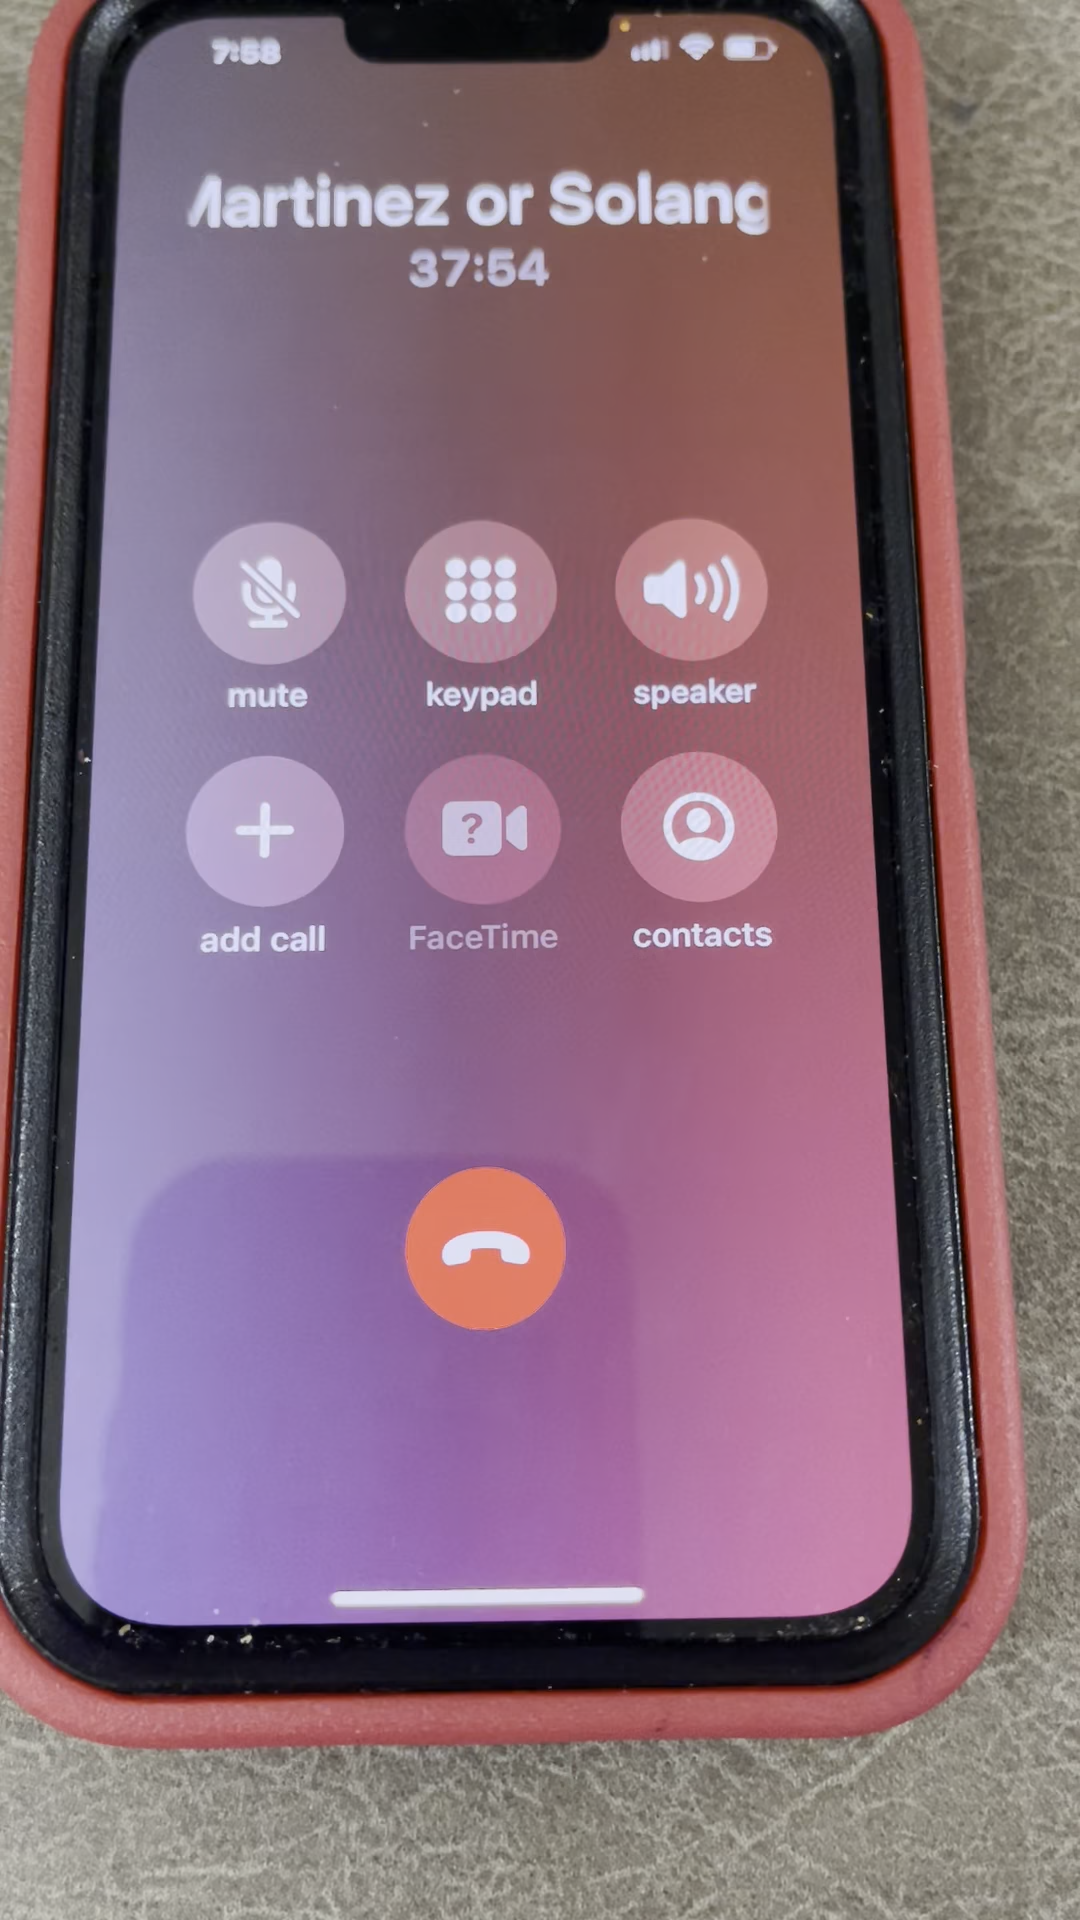 7:58
Martinez or Solang
37:54
mute
keypad
speaker
add call
FaceTime
contacts